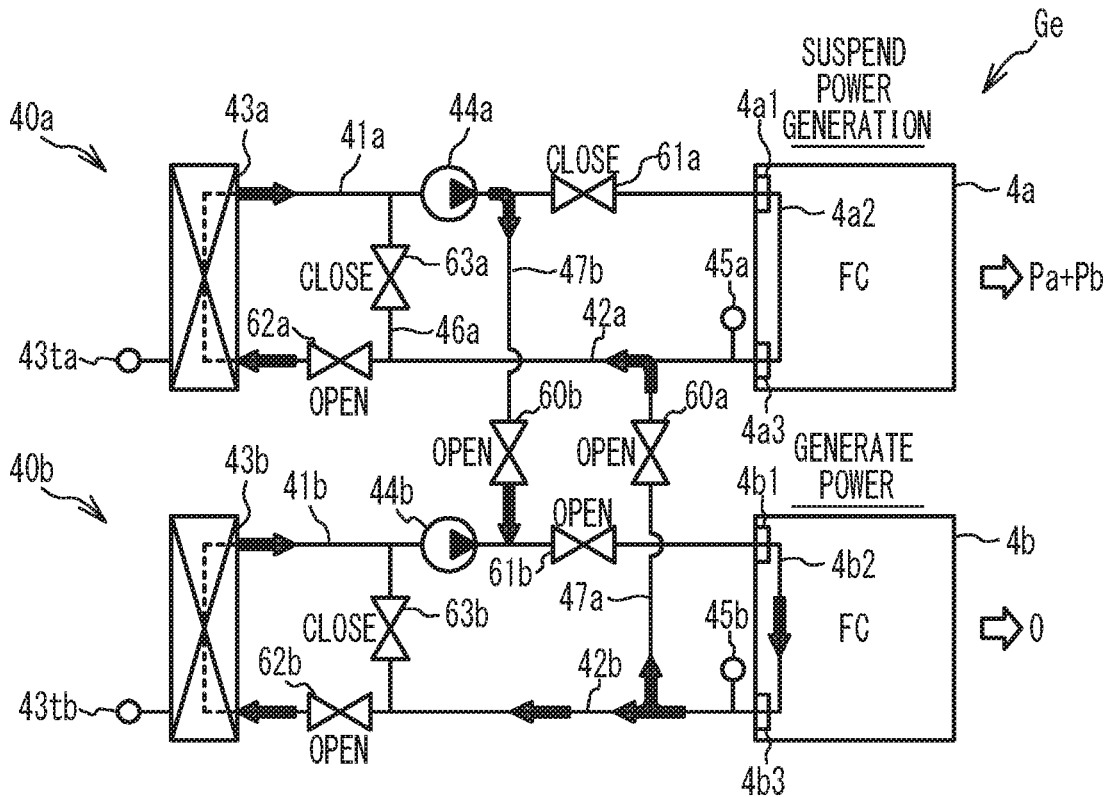 Ge
SUSPEND
POWER
GENERATION
40a
43a
41a
44a
CLOSE
61a
4a1
4a
4a2
CLOSE
63a
47b
45a
FC
Pa+Pb
62a
46a
42a
43ta
OPEN
60b
60a
4a3
OPEN
OPEN
GENERATE
POWER
40b
43b
41b
44b
OPEN
4b1
4b
61b
4b2
CLOSE
63b
47a
45b
FC
0
62b
42b
43tb
OPEN
4b3